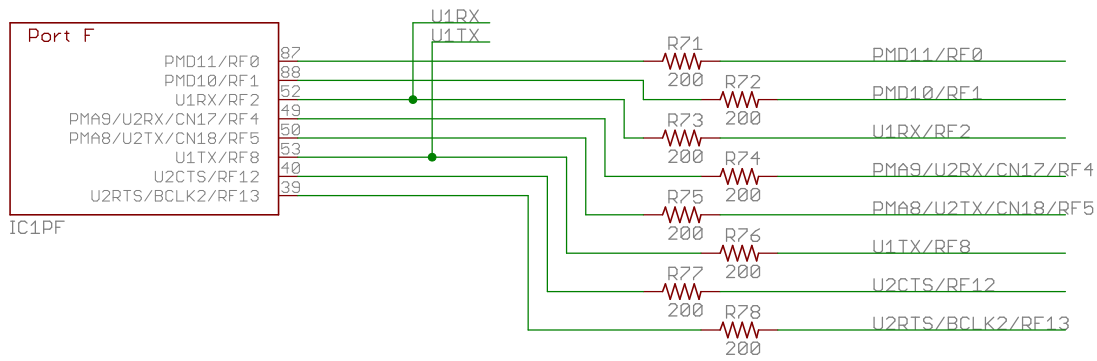 U1RX
U1TX
Port F
PMD11/RF0 87
PMD10/RF1 88
U1RX/RF2 52
PMA9/U2RX/CN17/RF4 49
PMA8/U2TX/CN18/RF5 50
U1TX/RF8 53
U2CTS/RF12 40
U2RTS/BCLK2/RF13 39
IC1PF
R71
200
PMD11/RF0
R72
200
PMD10/RF1
R73
200
U1RX/RF2
R74
200
PMA9/U2RX/CN17/RF4
R75
200
PMA8/U2TX/CN18/RF5
R76
200
U1TX/RF8
R77
200
U2CTS/RF12
R78
200
U2RTS/BCLK2/RF13